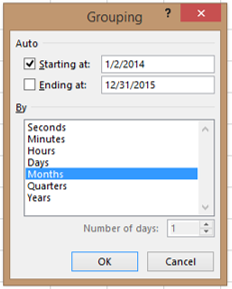 Grouping ?
Auto
Starting at: 1/2/2014
Ending at: 12/31/2015
By
Seconds
Minutes
Hours
Days
Months
Quarters
Years
Number of days: 1
OK Cancel